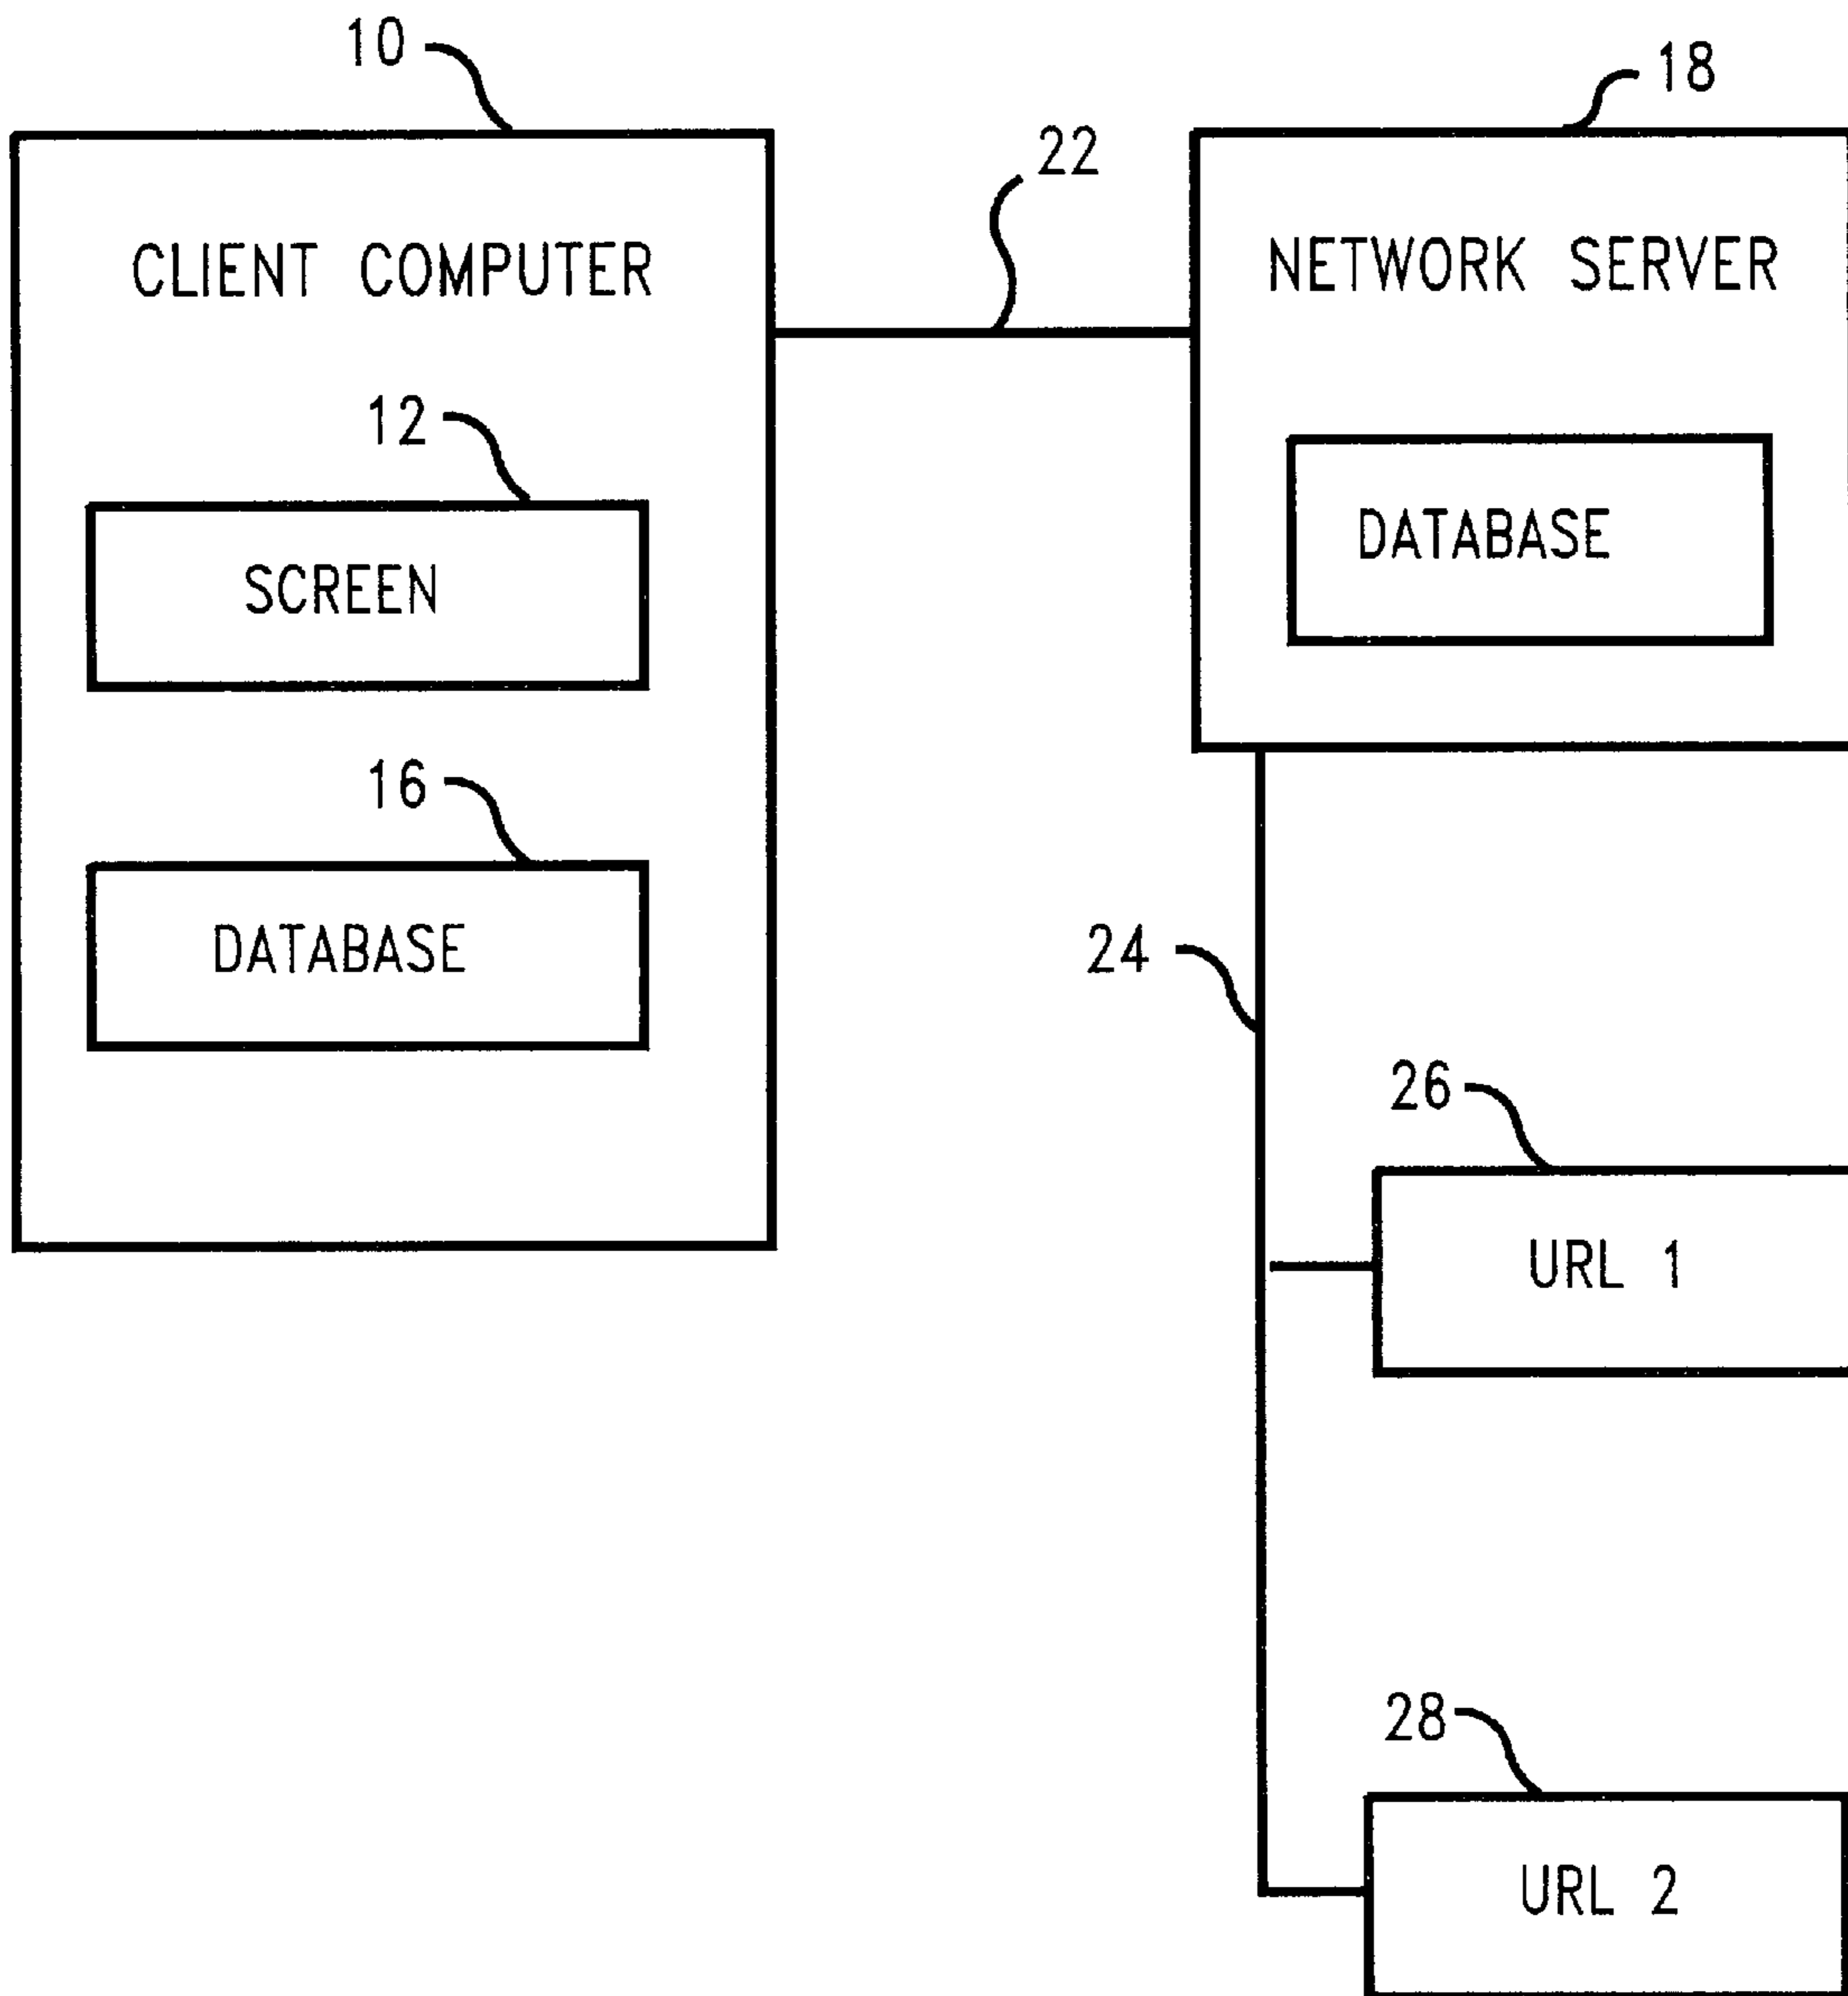 10
18
22
CLIENT COMPUTER
NETWORK SERVER
12
SCREEN
DATABASE
16
DATABASE
24
26
URL 1
28
URL 2